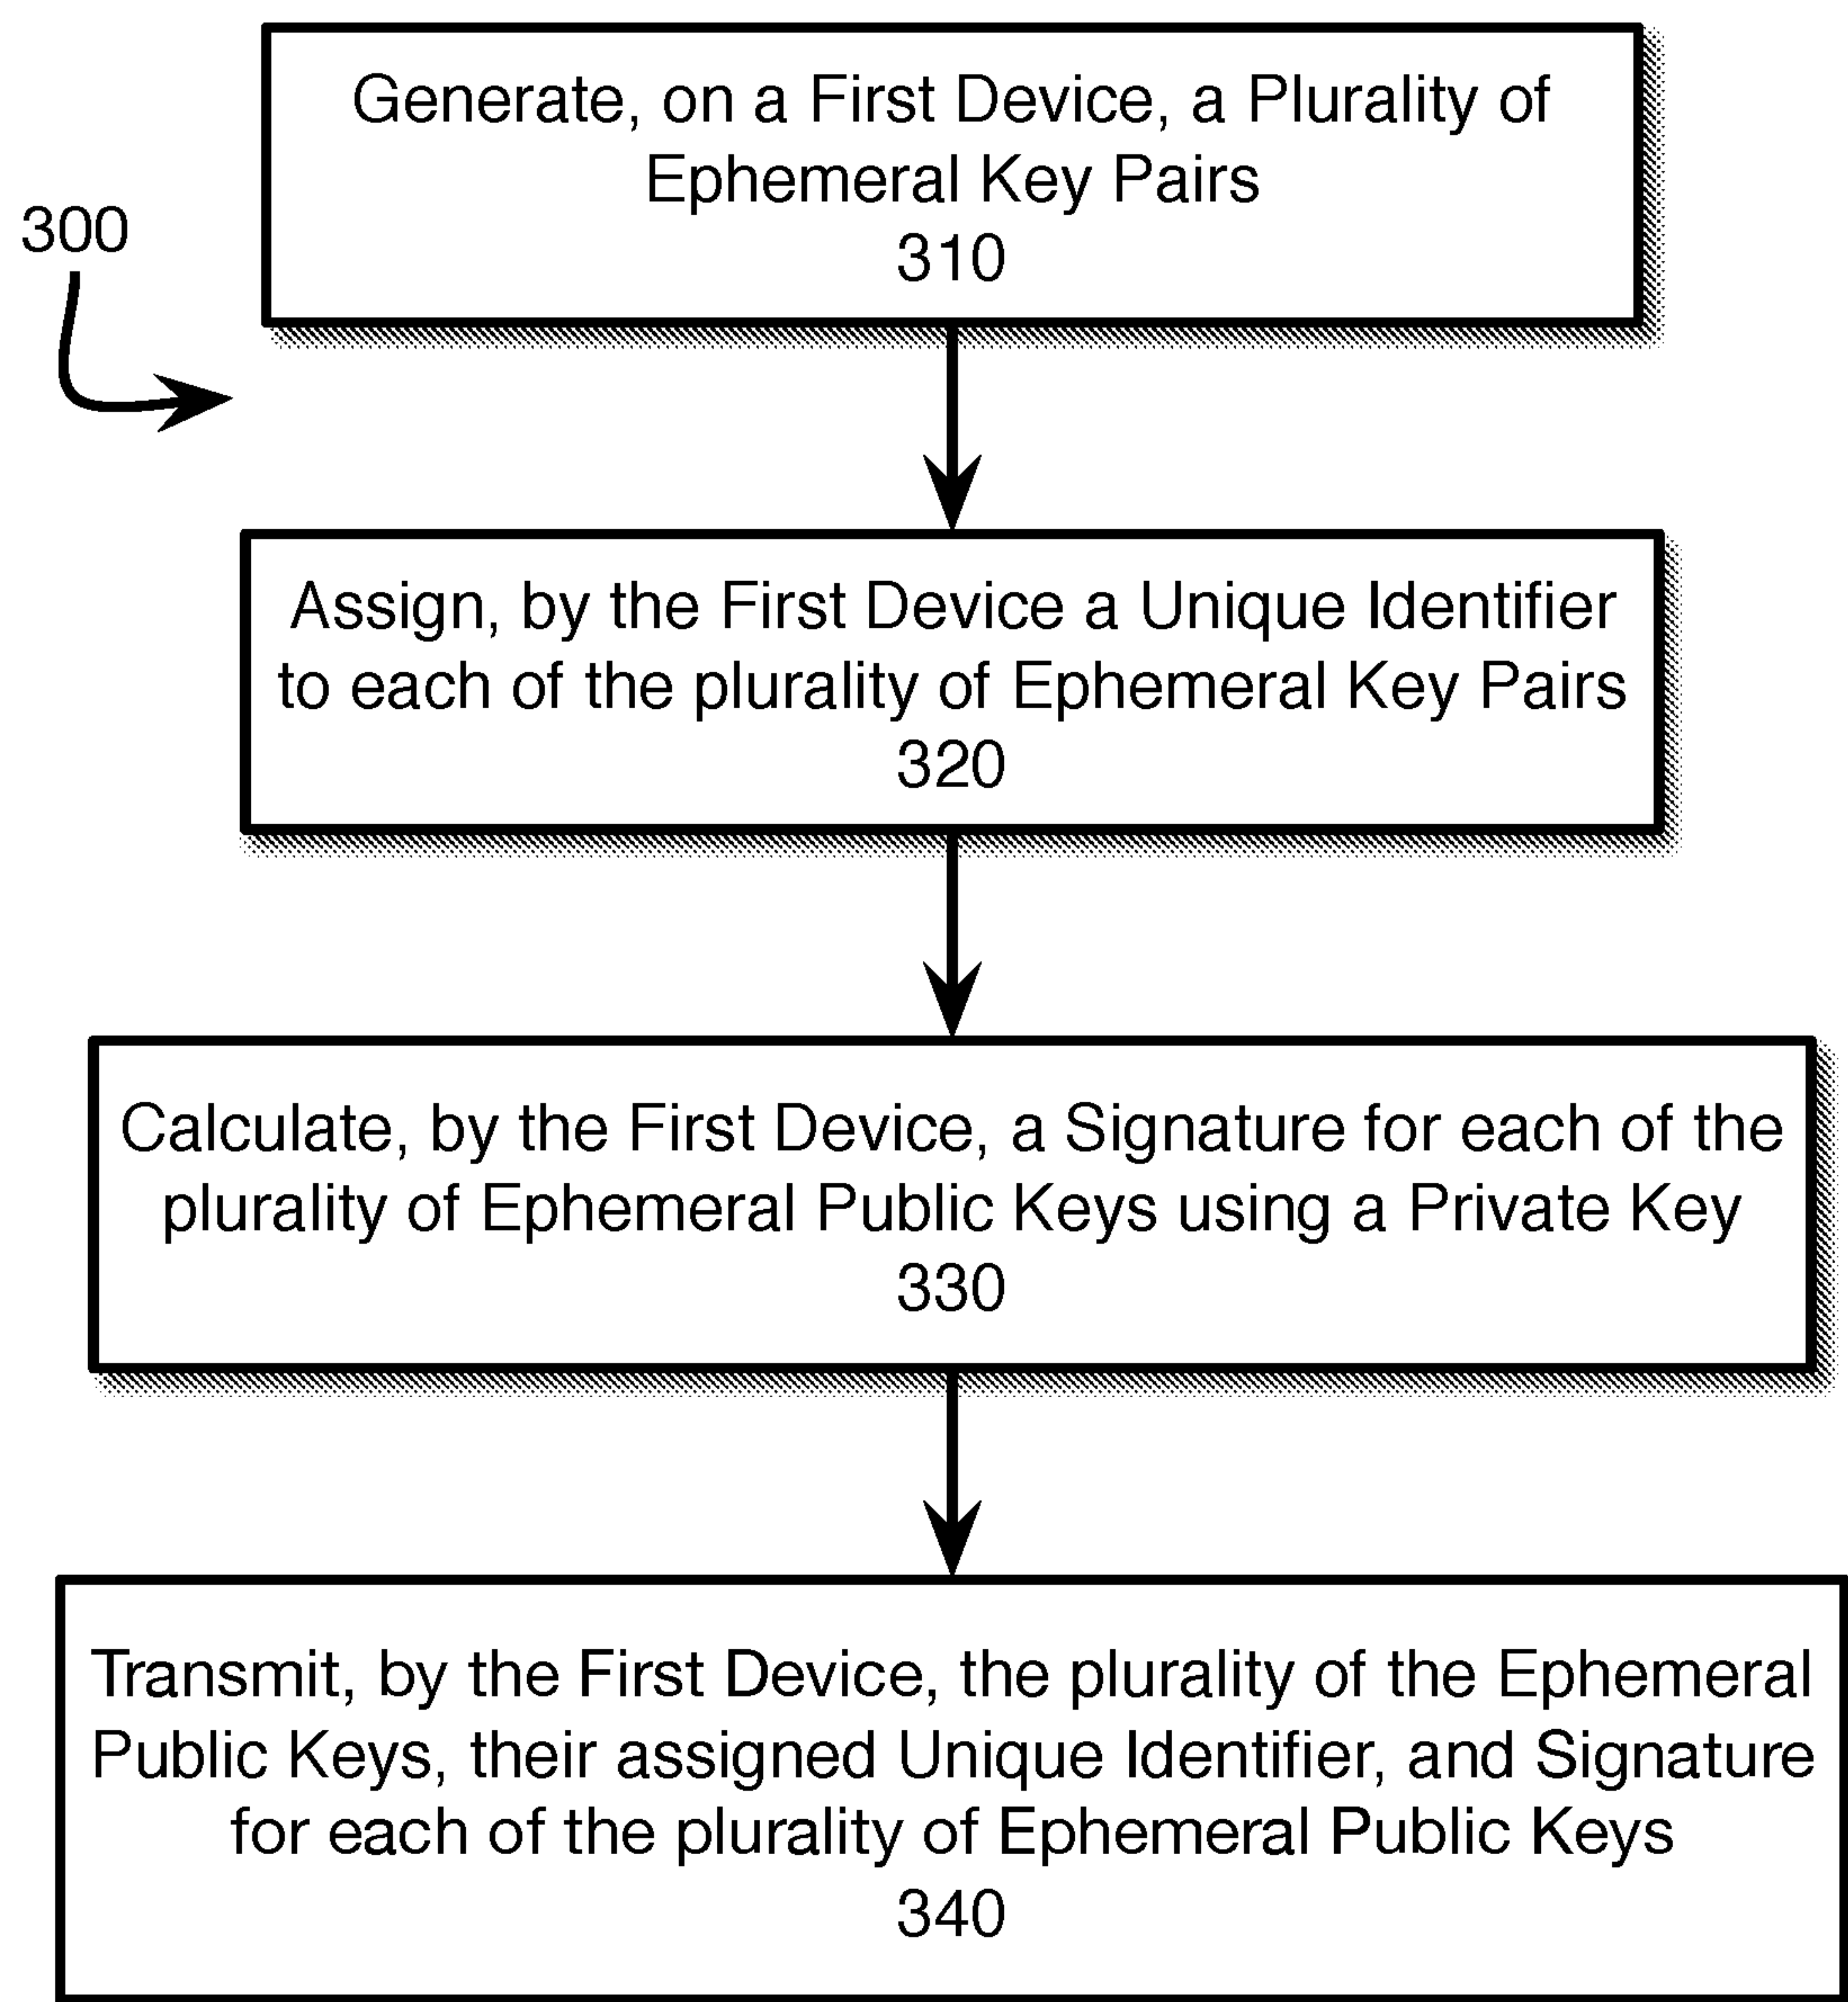 Generate, on a First Device, a Plurality of
Ephemeral Key Pairs
310
300
Assign, by the First Device a Unique Identifier
to each of the plurality of Ephemeral Key Pairs
320
Calculate, by the First Device, a Signature for each of the
plurality of Ephemeral Public Keys using a Private Key
330
Transmit, by the First Device, the plurality of the Ephemeral
Public Keys, their assigned Unique Identifier, and Signature
for each of the plurality of Ephemeral Public Keys
340